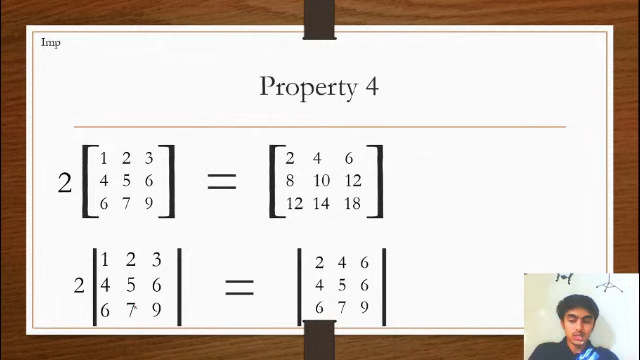 Imp
Property 4
2 [1 2 3] = [2 4 6]
[4 5 6] [8 10 12]
[6 7 9] [12 14 18]
2 |1 2 3| = |2 4 6|
|4 5 6| |4 5 6|
|6 7 9| |6 7 9|